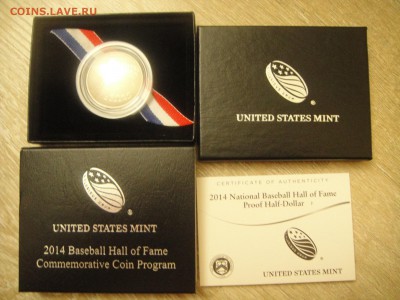 COINS.LAVE.RU
UNITED STATES MINT
UNITED STATES MINT
2014 Baseball Hall of Fame
Commemorative Coin Program
CERTIFICATE OF AUTHENTICITY
2014 National Baseball Hall of Fame
Proof Half-Dollar
UNITED STATES MINT